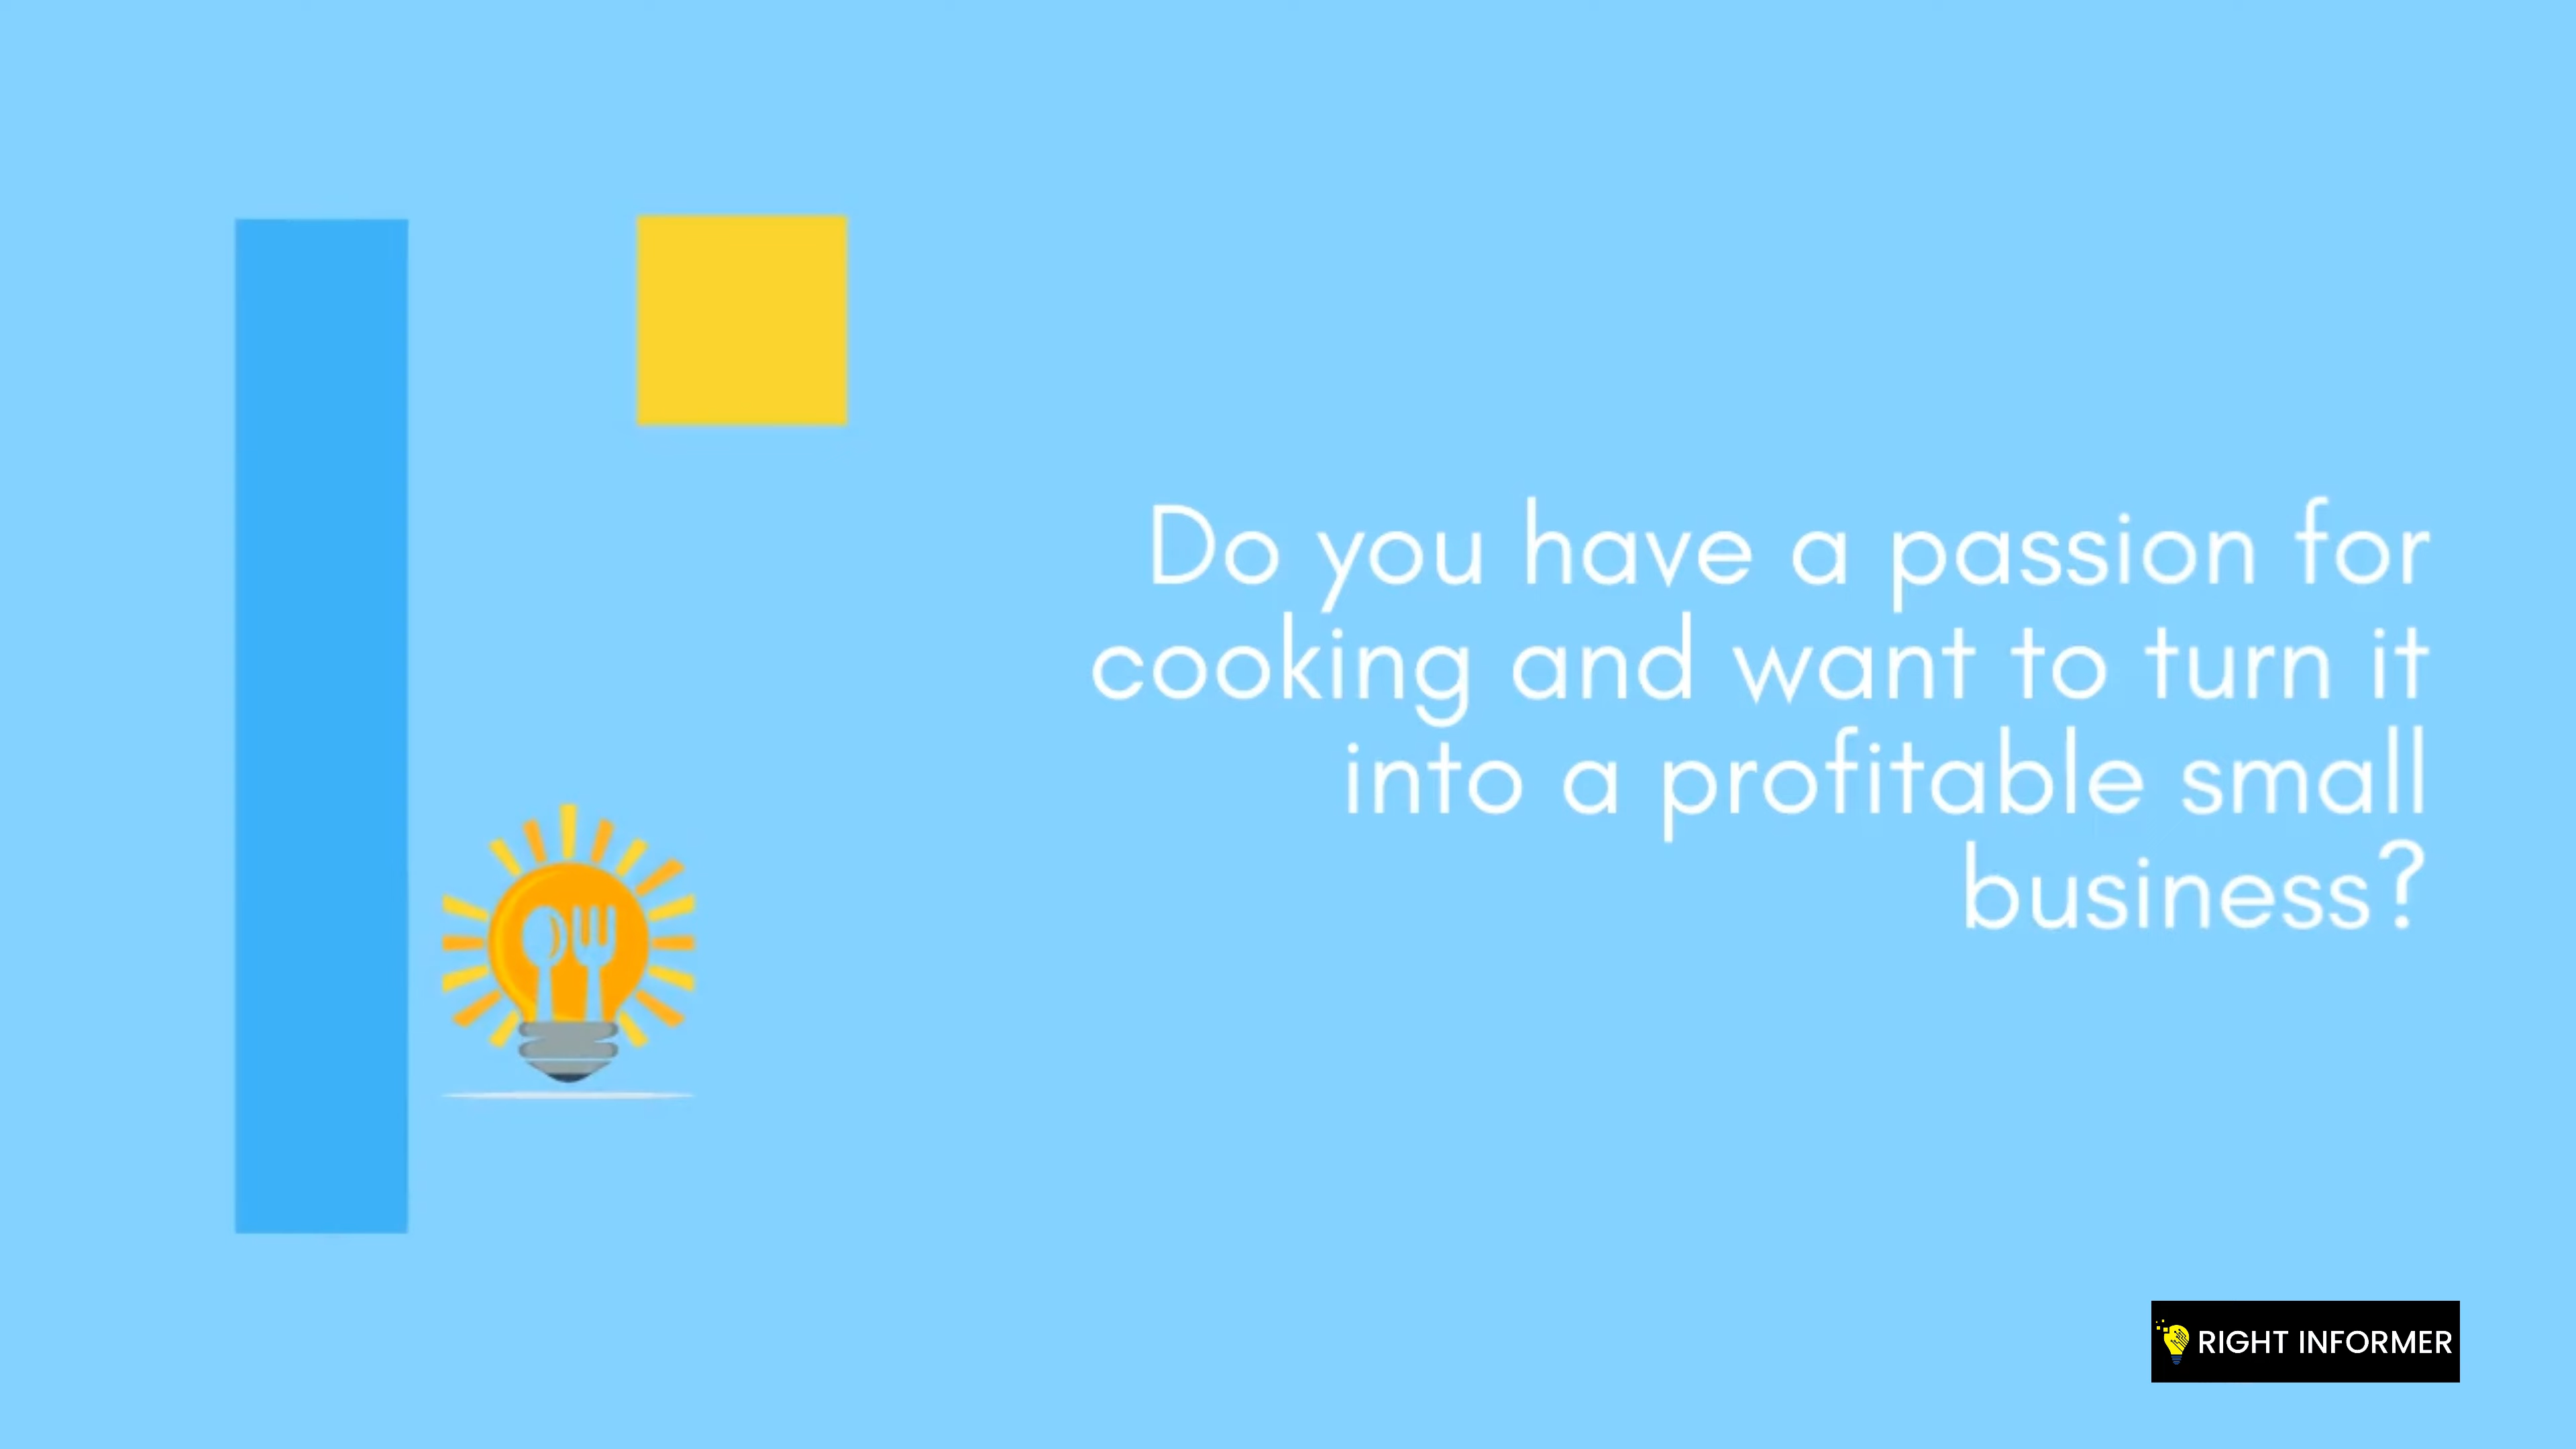 Do you have a passion for
cooking and want to turn it
into a profitable small
business?
RIGHT INFORMER